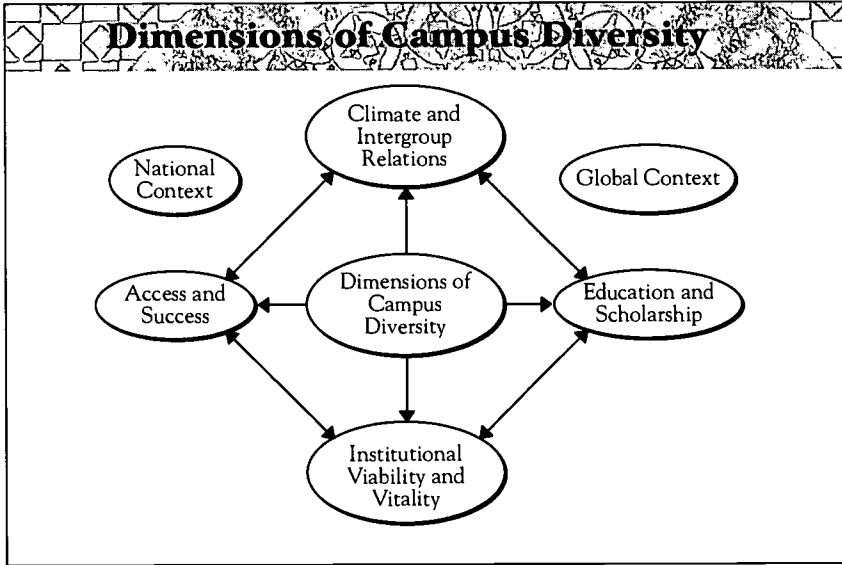 Dimensions of Campus Diversity
Climate and
Intergroup
Relations
National
Context
Global Context
Access and
Success
Dimensions of
Campus
Diversity
Education and
Scholarship
Institutional
Viability and
Vitality